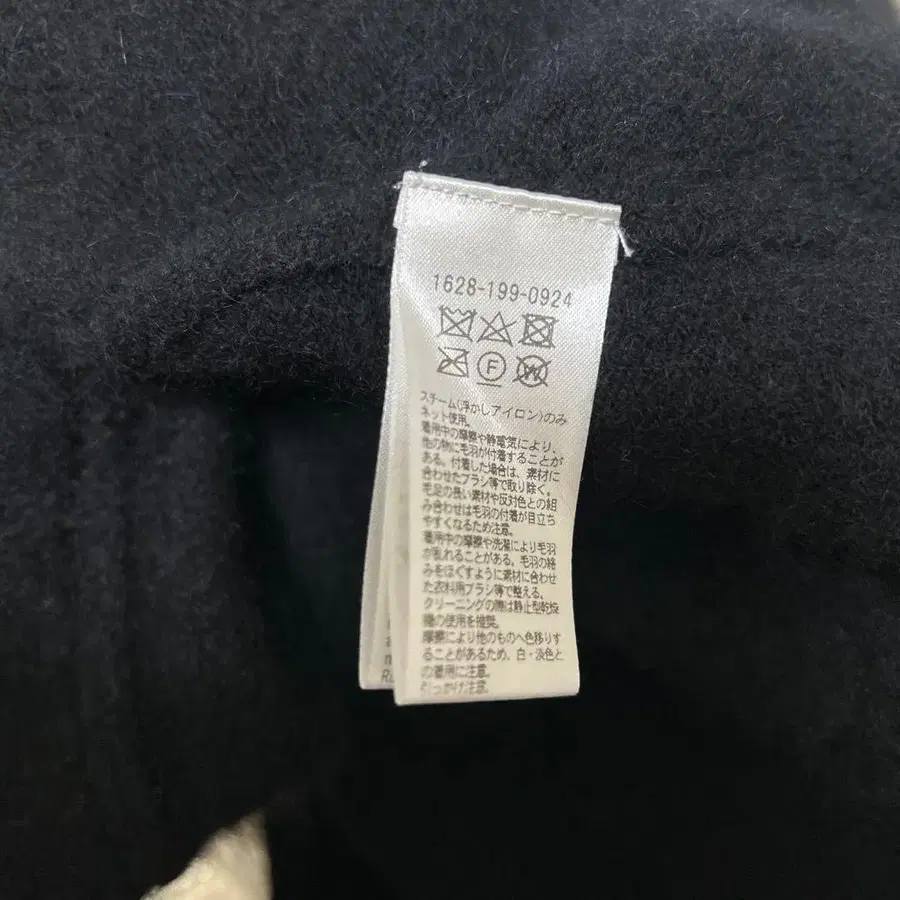 1628-199-0924
F W
スチーム(浮かしアイロン)のみ
ネット使用。
着用中の摩擦や静電気により、
他の物に毛羽が付着することが
ある。付着した場合は、素材に
合わせたブラシ等で取り除く。
毛足の長い素材や反対色との組
み合わせは毛羽の付着が目立ち
やすくなるため注意。
着用中の摩擦や洗濯により毛羽
が乱れることがある。毛羽の絡
みをほぐすように素材に合わせ
た衣料用ブラシ等で整える。
クリーニングの際は静止型乾燥
機の使用を推奨。
摩擦により他のものへ色移りす
ることがあるため、白・淡色と
の着用に注意。
引っかけ注意。